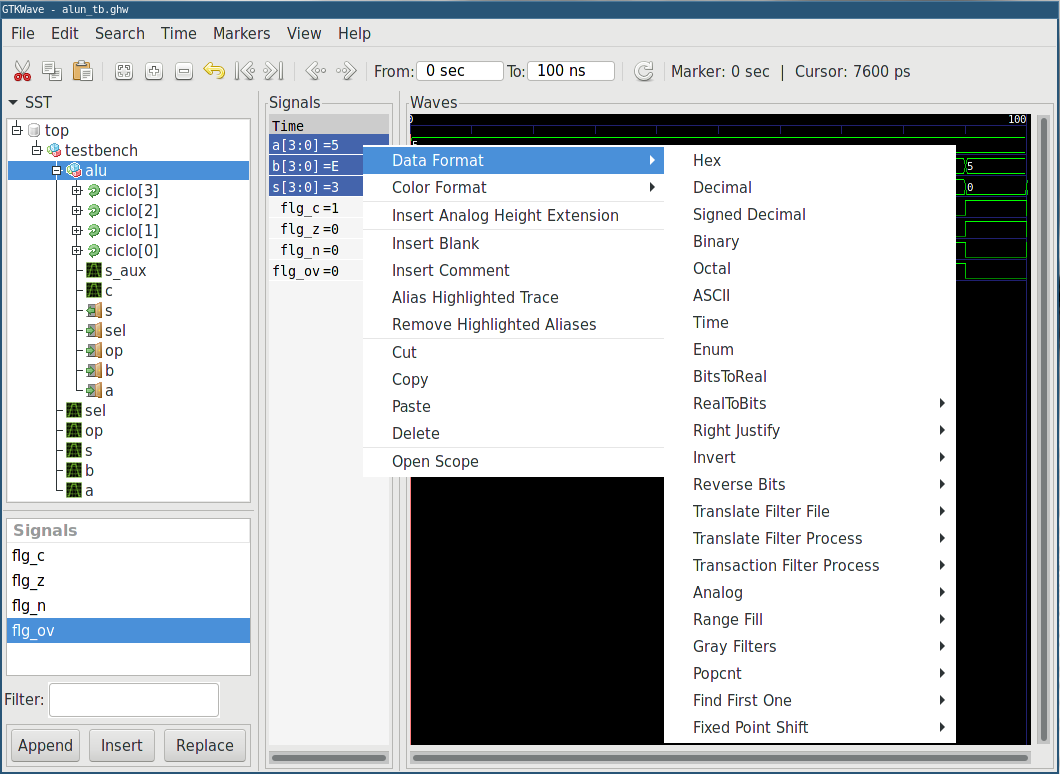 GTKWave - alun_tb.ghw
File Edit Search Time Markers View Help
From: 0 sec To: 100 ns Marker: 0 sec | Cursor: 7600 ps
SST
top
testbench
alu
ciclo[3]
ciclo[2]
ciclo[1]
ciclo[0]
s_aux
c
s
sel
op
b
a
sel
op
s
b
a
Signals
flg_c
flg_z
flg_n
flg_ov
Filter:
Append Insert Replace
Signals
Time
a[3:0]=5
b[3:0]=E
s[3:0]=3
flg_c=1
flg_z=0
flg_n=0
flg_ov=0
Waves
0 100
5
5
0
Data Format
Color Format
Insert Analog Height Extension
Insert Blank
Insert Comment
Alias Highlighted Trace
Remove Highlighted Aliases
Cut
Copy
Paste
Delete
Open Scope
Hex
Decimal
Signed Decimal
Binary
Octal
ASCII
Time
Enum
BitsToReal
RealToBits
Right Justify
Invert
Reverse Bits
Translate Filter File
Translate Filter Process
Transaction Filter Process
Analog
Range Fill
Gray Filters
Popcnt
Find First One
Fixed Point Shift